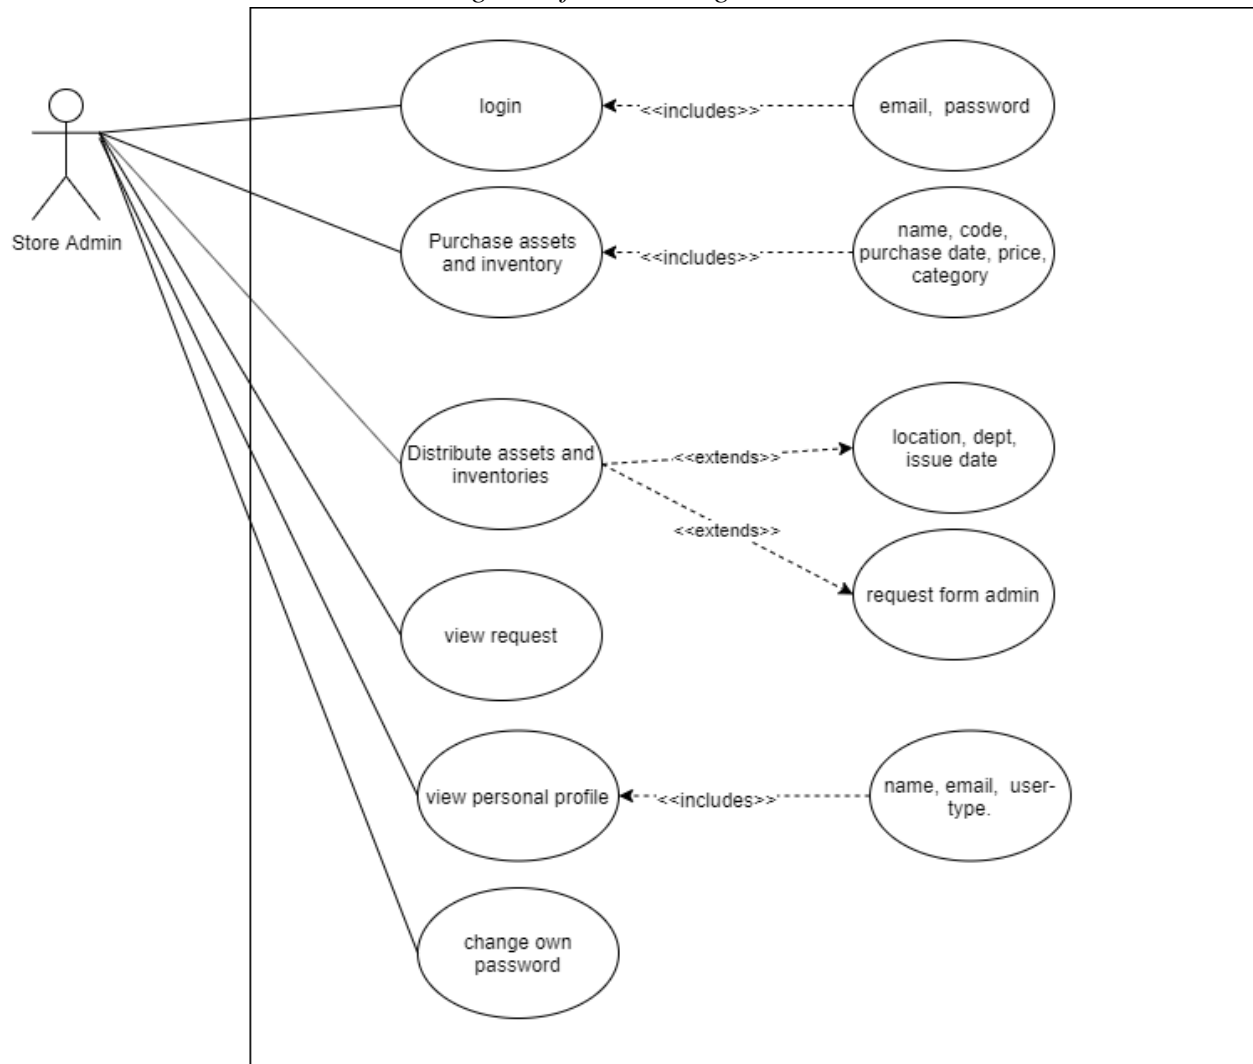 login
<<includes>>
email, password
Store Admin
Purchase assets
and inventory
<<includes>>
name, code,
purchase date, price,
category
Distribute assets and
inventories
<<extends>>
location, dept,
issue date
<<extends>>
request form admin
view request
view personal profile
<<includes>>
name, email, user-
type.
change own
password